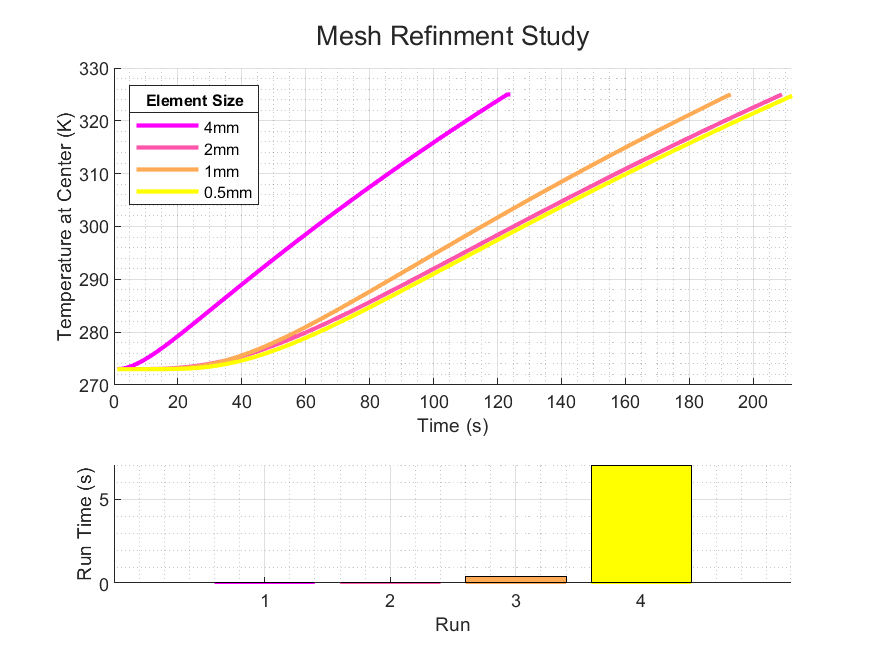 Mesh Refinment Study
330
320
310
300
290
280
270
Temperature at Center (K)
Element Size
4mm
2mm
1mm
0.5mm
0 20 40 60 80 100 120 140 160 180 200
Time (s)
5
0
Run Time (s)
1 2 3 4
Run